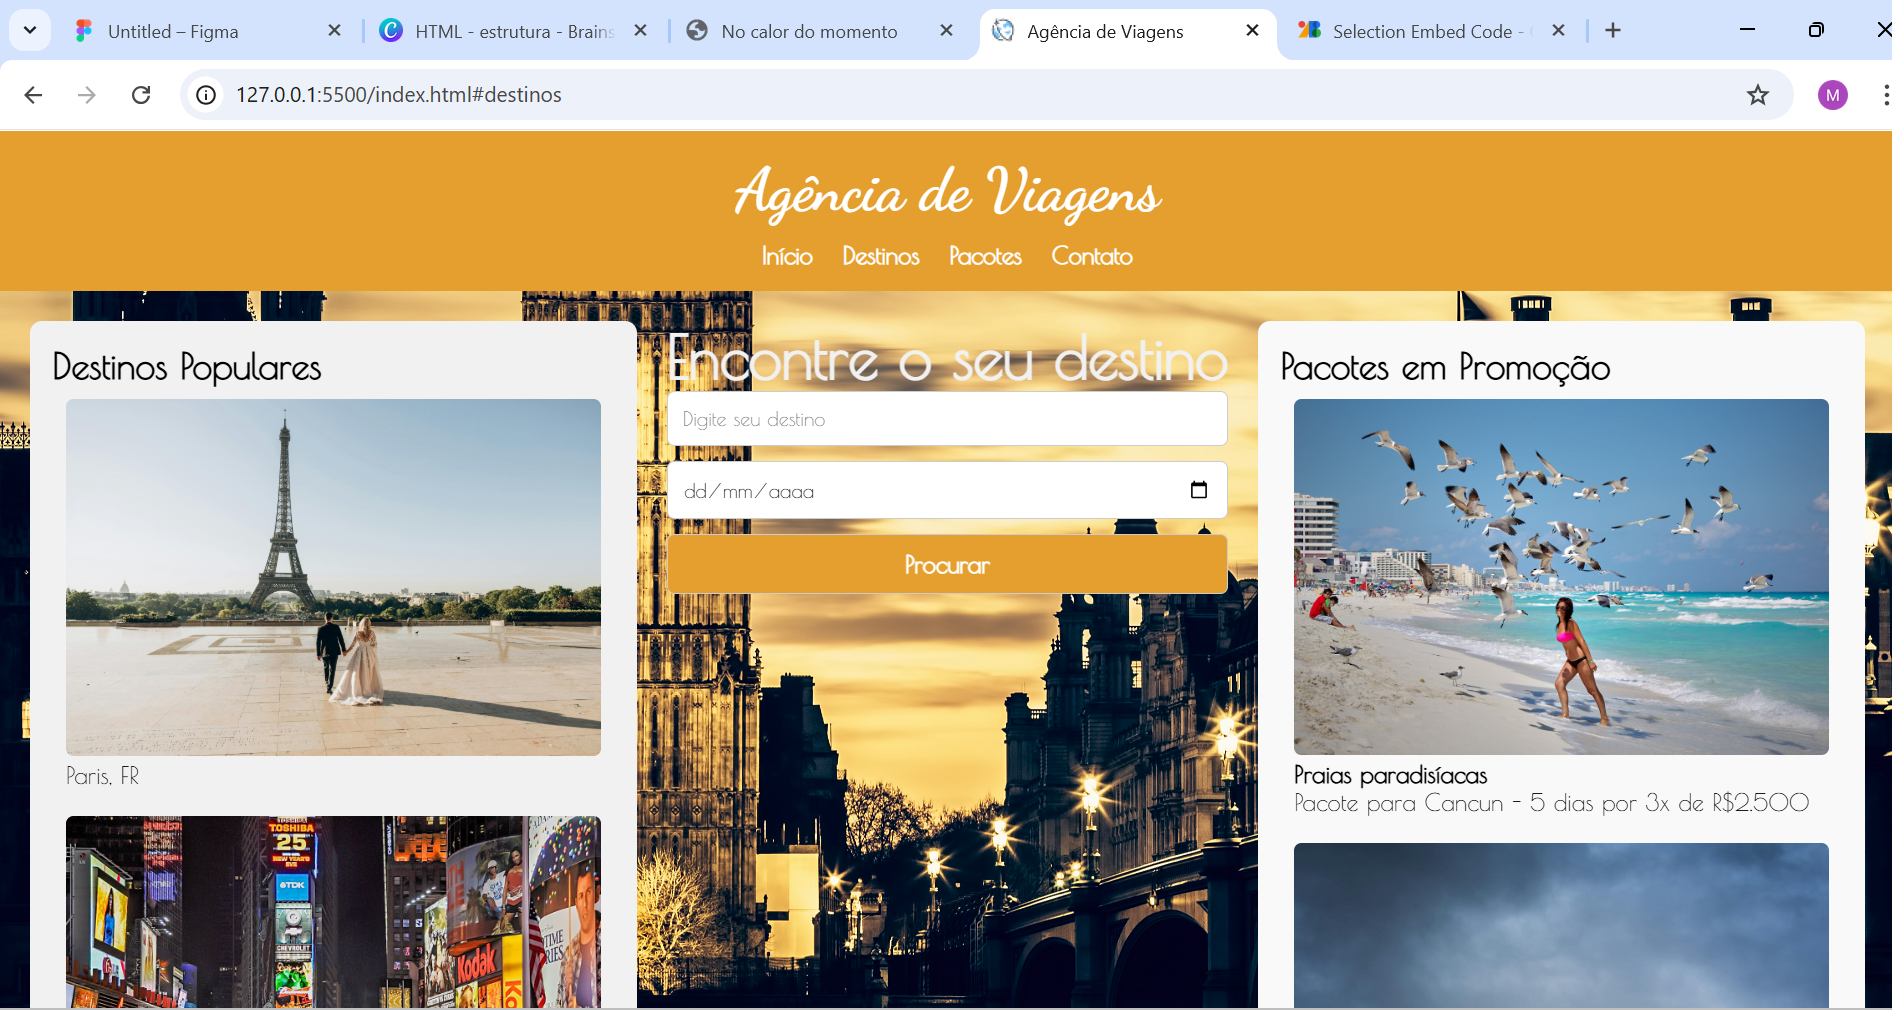 Untitled – Figma
HTML - estrutura - Brains
No calor do momento
Agência de Viagens
Selection Embed Code -
127.0.0.1:5500/index.html#destinos
M
Agência de Viagens
Início Destinos Pacotes Contato
Destinos Populares
Paris, FR
TOSHIBA
25
NEW YEAR'S
EVE
TDK
CHEVROLET
Kodak
TIME
Encontre o seu destino
Digite seu destino
dd/mm/aaaa
Procurar
Pacotes em Promoção
Praias paradisíacas
Pacote para Cancun - 5 dias por 3x de R$2.500